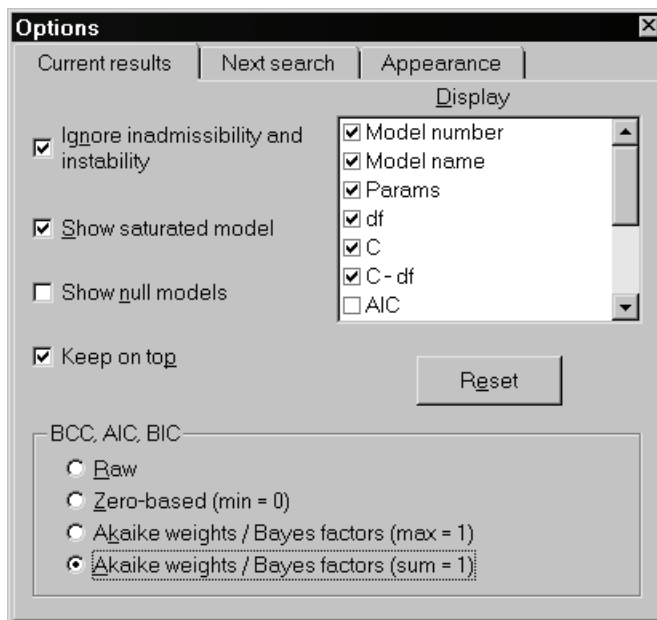 Options
Current results
Next search
Appearance
Display
Ignore inadmissibility and
instability
Show saturated model
Show null models
Keep on top
Model number
Model name
Params
df
C
C - df
AIC
Reset
BCC, AIC, BIC
Raw
Zero-based (min = 0)
Akaike weights / Bayes factors (max = 1)
Akaike weights / Bayes factors (sum = 1)